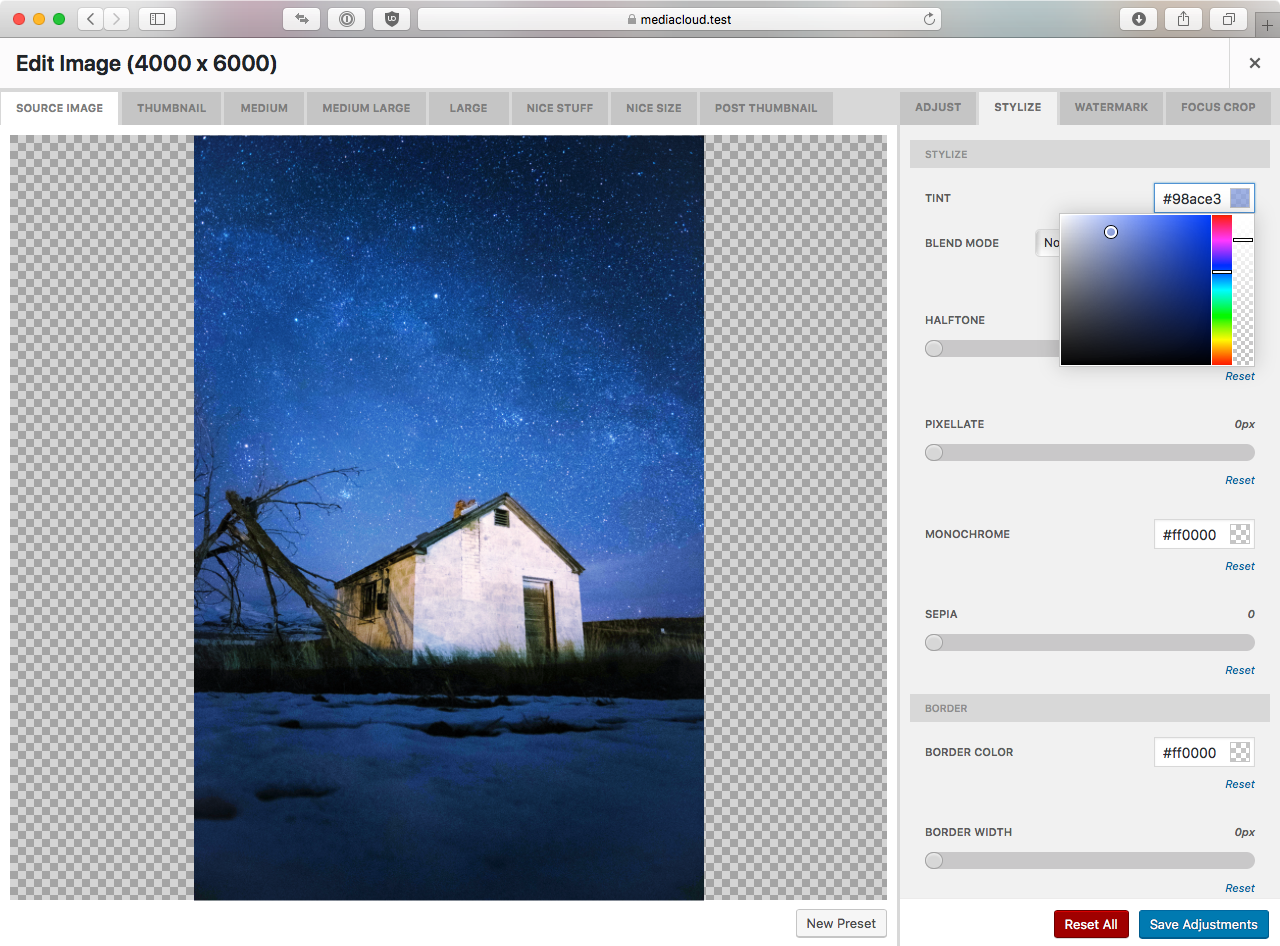 mediacloud.test
Edit Image (4000 x 6000)
SOURCE IMAGE THUMBNAIL MEDIUM MEDIUM LARGE LARGE NICE STUFF NICE SIZE POST THUMBNAIL ADJUST STYLIZE WATERMARK FOCUS CROP
STYLIZE
TINT #98ace3
BLEND MODE No
HALFTONE
Reset
PIXELLATE 0px
Reset
MONOCHROME #ff0000
Reset
SEPIA 0
Reset
BORDER
BORDER COLOR #ff0000
Reset
BORDER WIDTH 0px
Reset
New Preset Reset All Save Adjustments